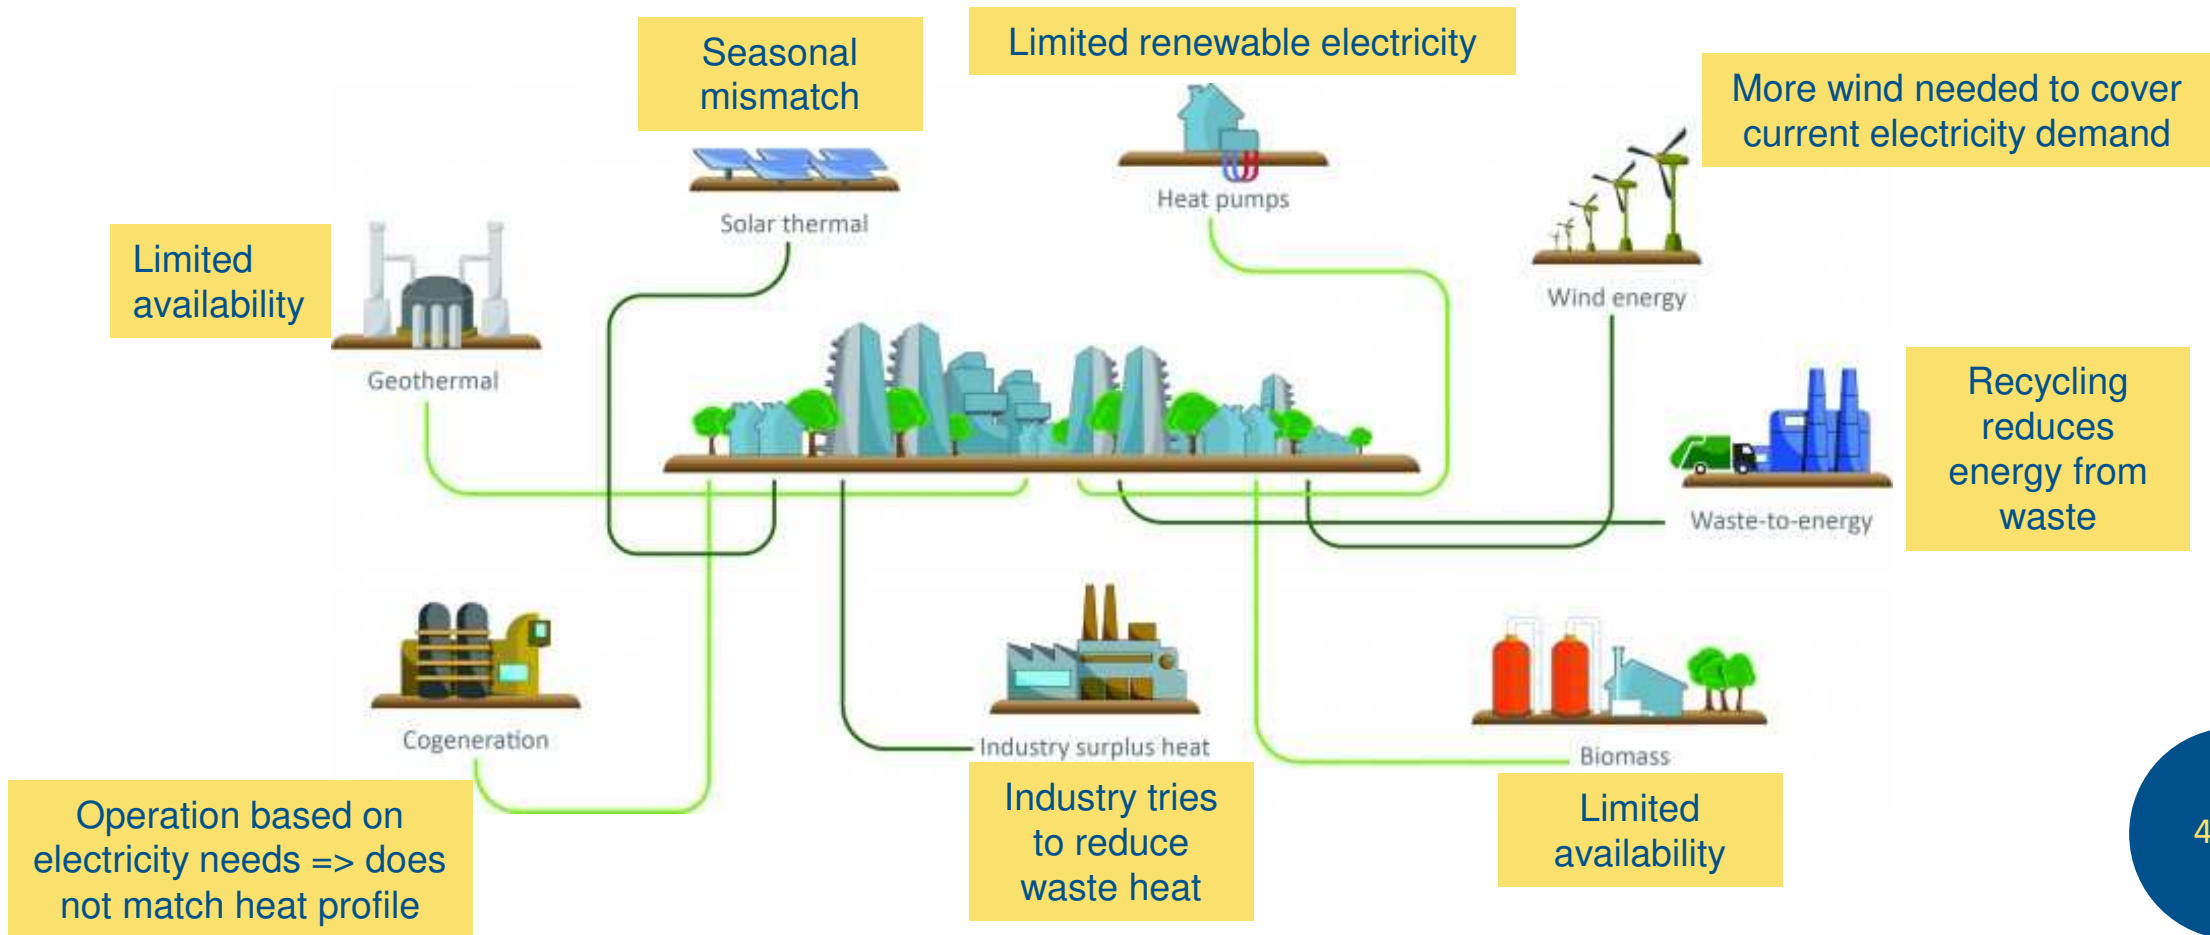 Seasonal
mismatch
Limited renewable electricity
More wind needed to cover
current electricity demand
Solar thermal
Heat pumps
Wind energy
Limited
availability
Geothermal
Recycling
reduces
energy from
waste
Waste-to-energy
Cogeneration
Operation based on
electricity needs => does
not match heat profile
Industry surplus heat
Industry tries
to reduce
waste heat
Biomass
Limited
availability
4